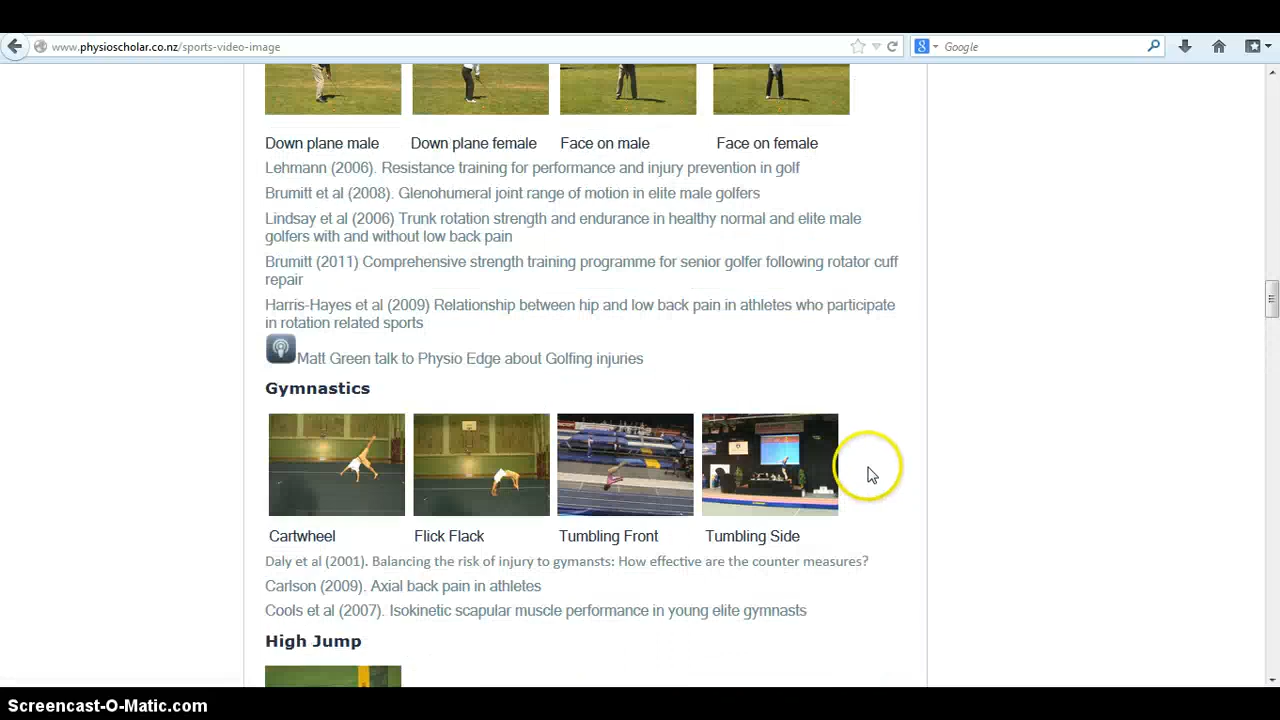 www.physioscholar.co.nz/sports-video-image
Google
Down plane male Down plane female Face on male Face on female
Lehmann (2006). Resistance training for performance and injury prevention in golf
Brumitt et al (2008). Glenohumeral joint range of motion in elite male golfers
Lindsay et al (2006) Trunk rotation strength and endurance in healthy normal and elite male
golfers with and without low back pain
Brumitt (2011) Comprehensive strength training programme for senior golfer following rotator cuff
repair
Harris-Hayes et al (2009) Relationship between hip and low back pain in athletes who participate
in rotation related sports
Matt Green talk to Physio Edge about Golfing injuries
Gymnastics
Cartwheel Flick Flack Tumbling Front Tumbling Side
Daly et al (2001). Balancing the risk of injury to gymansts: How effective are the counter measures?
Carlson (2009). Axial back pain in athletes
Cools et al (2007). Isokinetic scapular muscle performance in young elite gymnasts
High Jump
Screencast-O-Matic.com